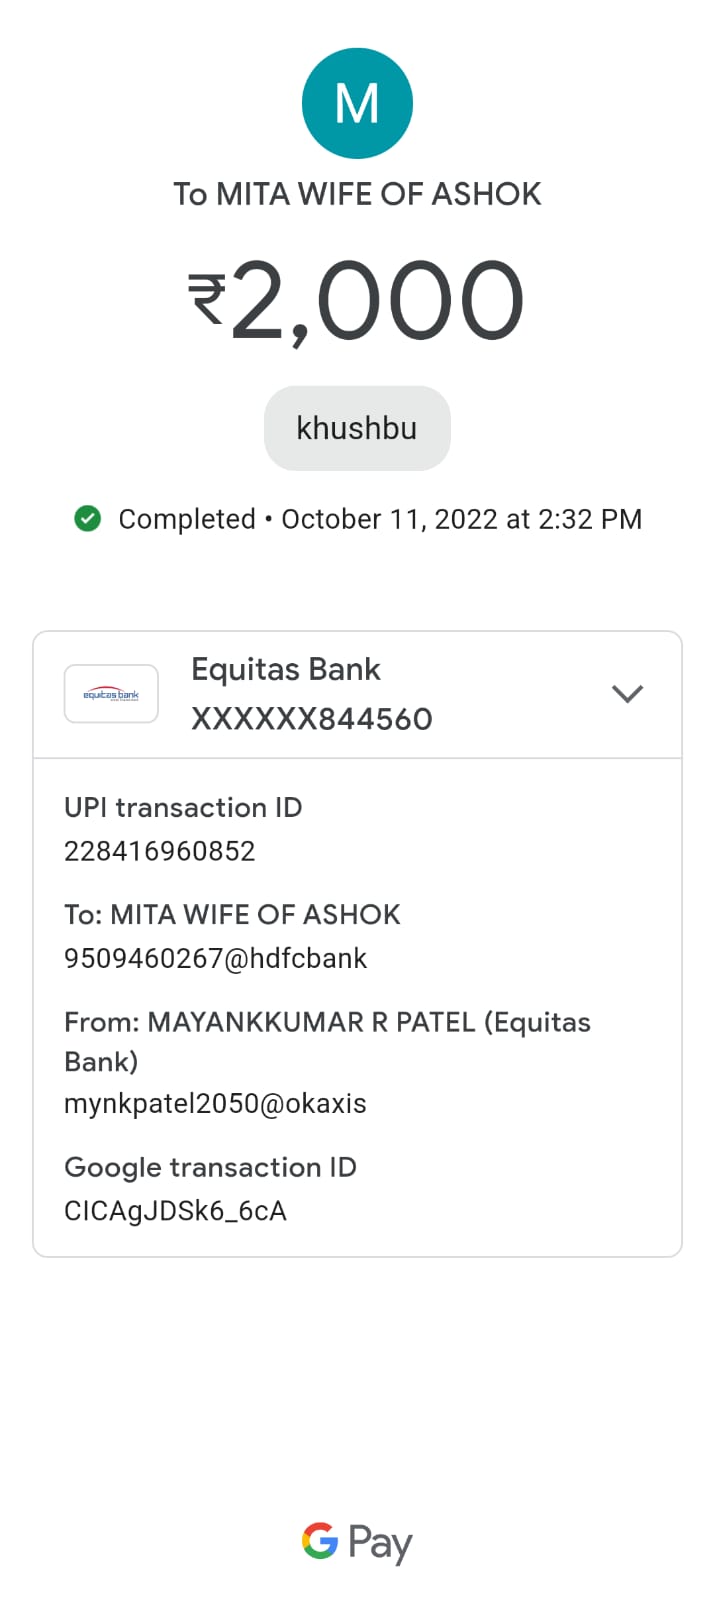 M
To MITA WIFE OF ASHOK
₹2,000
khushbu
Completed • October 11, 2022 at 2:32 PM
equitas bank
Equitas Bank
XXXXXX844560
UPI transaction ID
228416960852
To: MITA WIFE OF ASHOK
9509460267@hdfcbank
From: MAYANKKUMAR R PATEL (Equitas
Bank)
mynkpatel2050@okaxis
Google transaction ID
CICAgJDSk6_6cA
G Pay